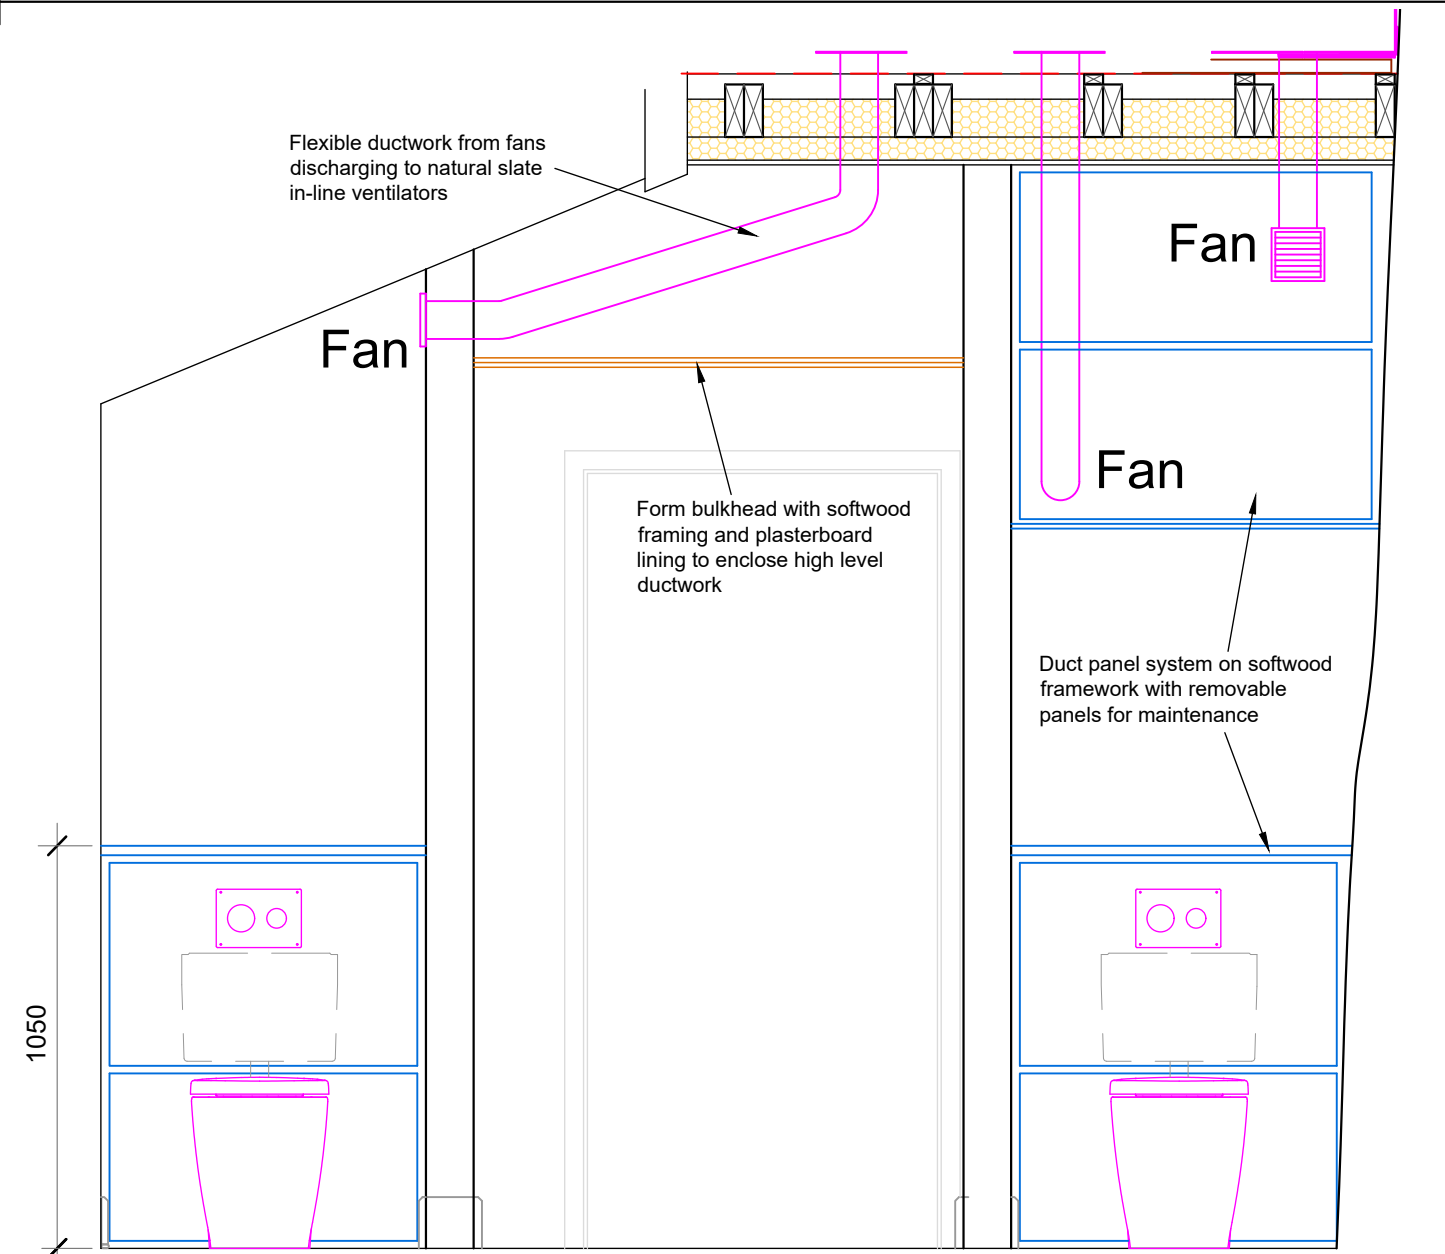 Flexible ductwork from fans
discharging to natural slate
in-line ventilators
Fan
Fan
Fan
Form bulkhead with softwood
framing and plasterboard
lining to enclose high level
ductwork
Duct panel system on softwood
framework with removable
panels for maintenance
1050